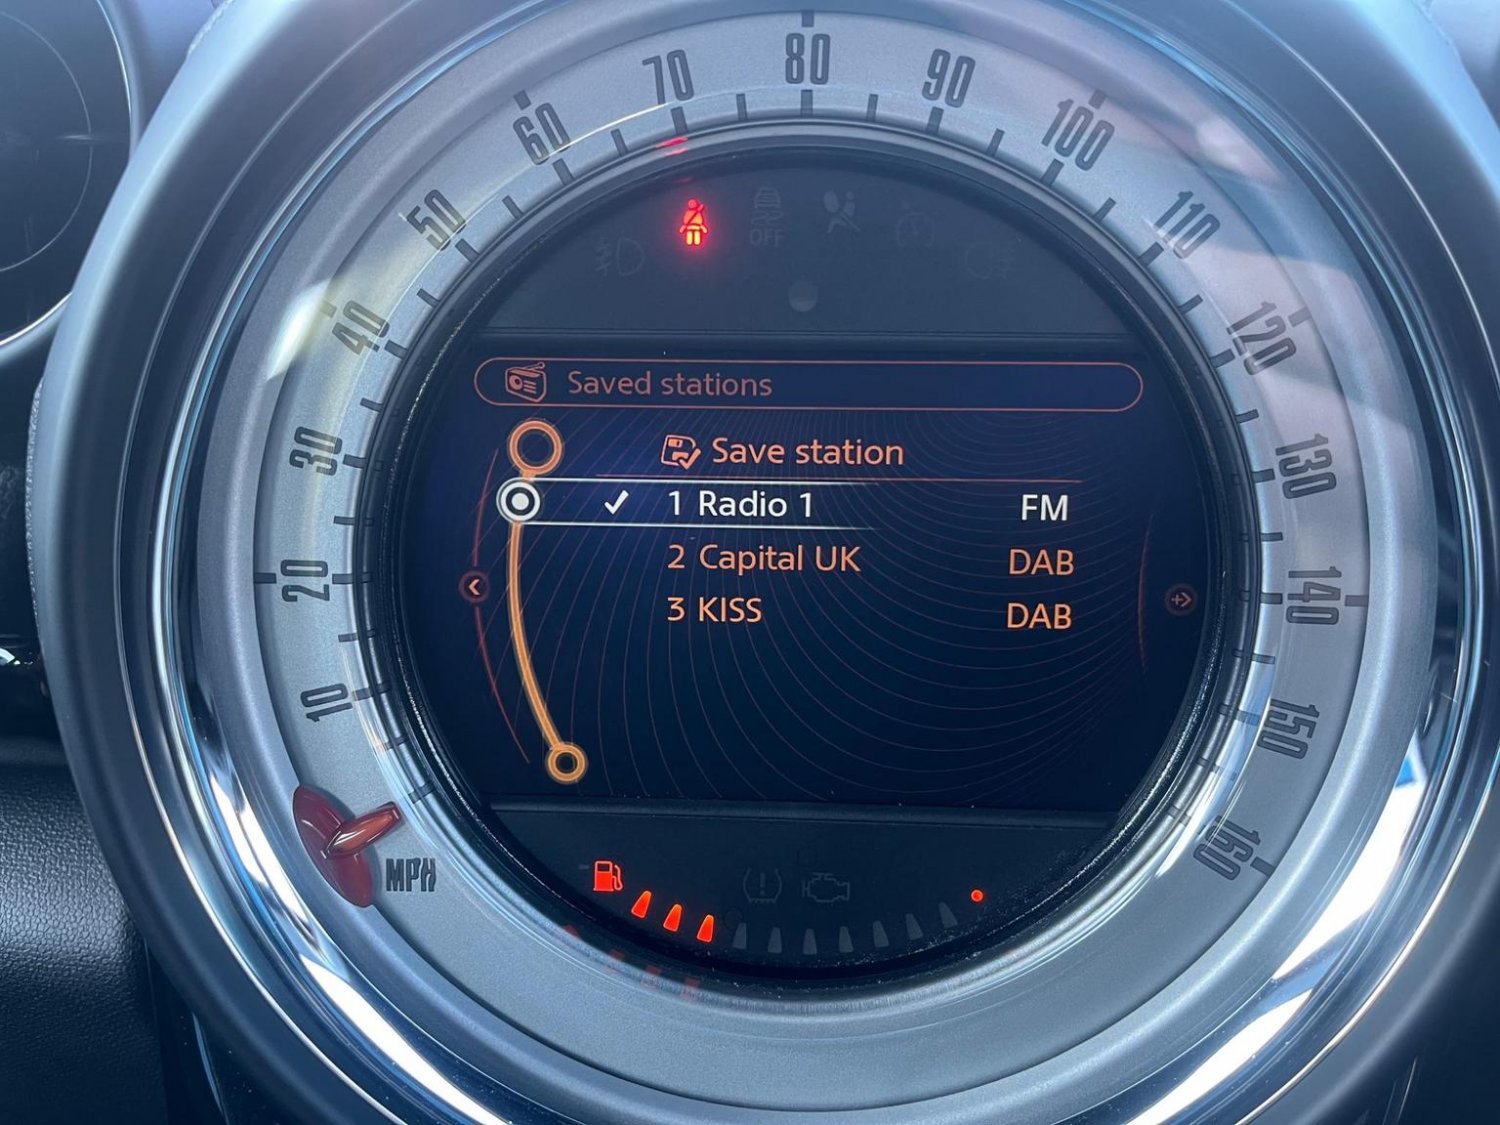 10
20
30
40
50
60
70
80
90
100
110
120
130
140
150
160
MPH
OFF
Saved stations
Save station
1 Radio 1 FM
2 Capital UK DAB
3 KISS DAB